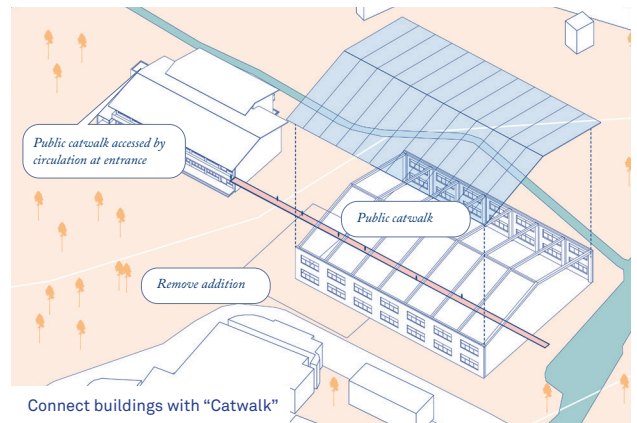 Public catwalk accessed by
circulation at entrance
Public catwalk
Remove addition
Connect buildings with “Catwalk”